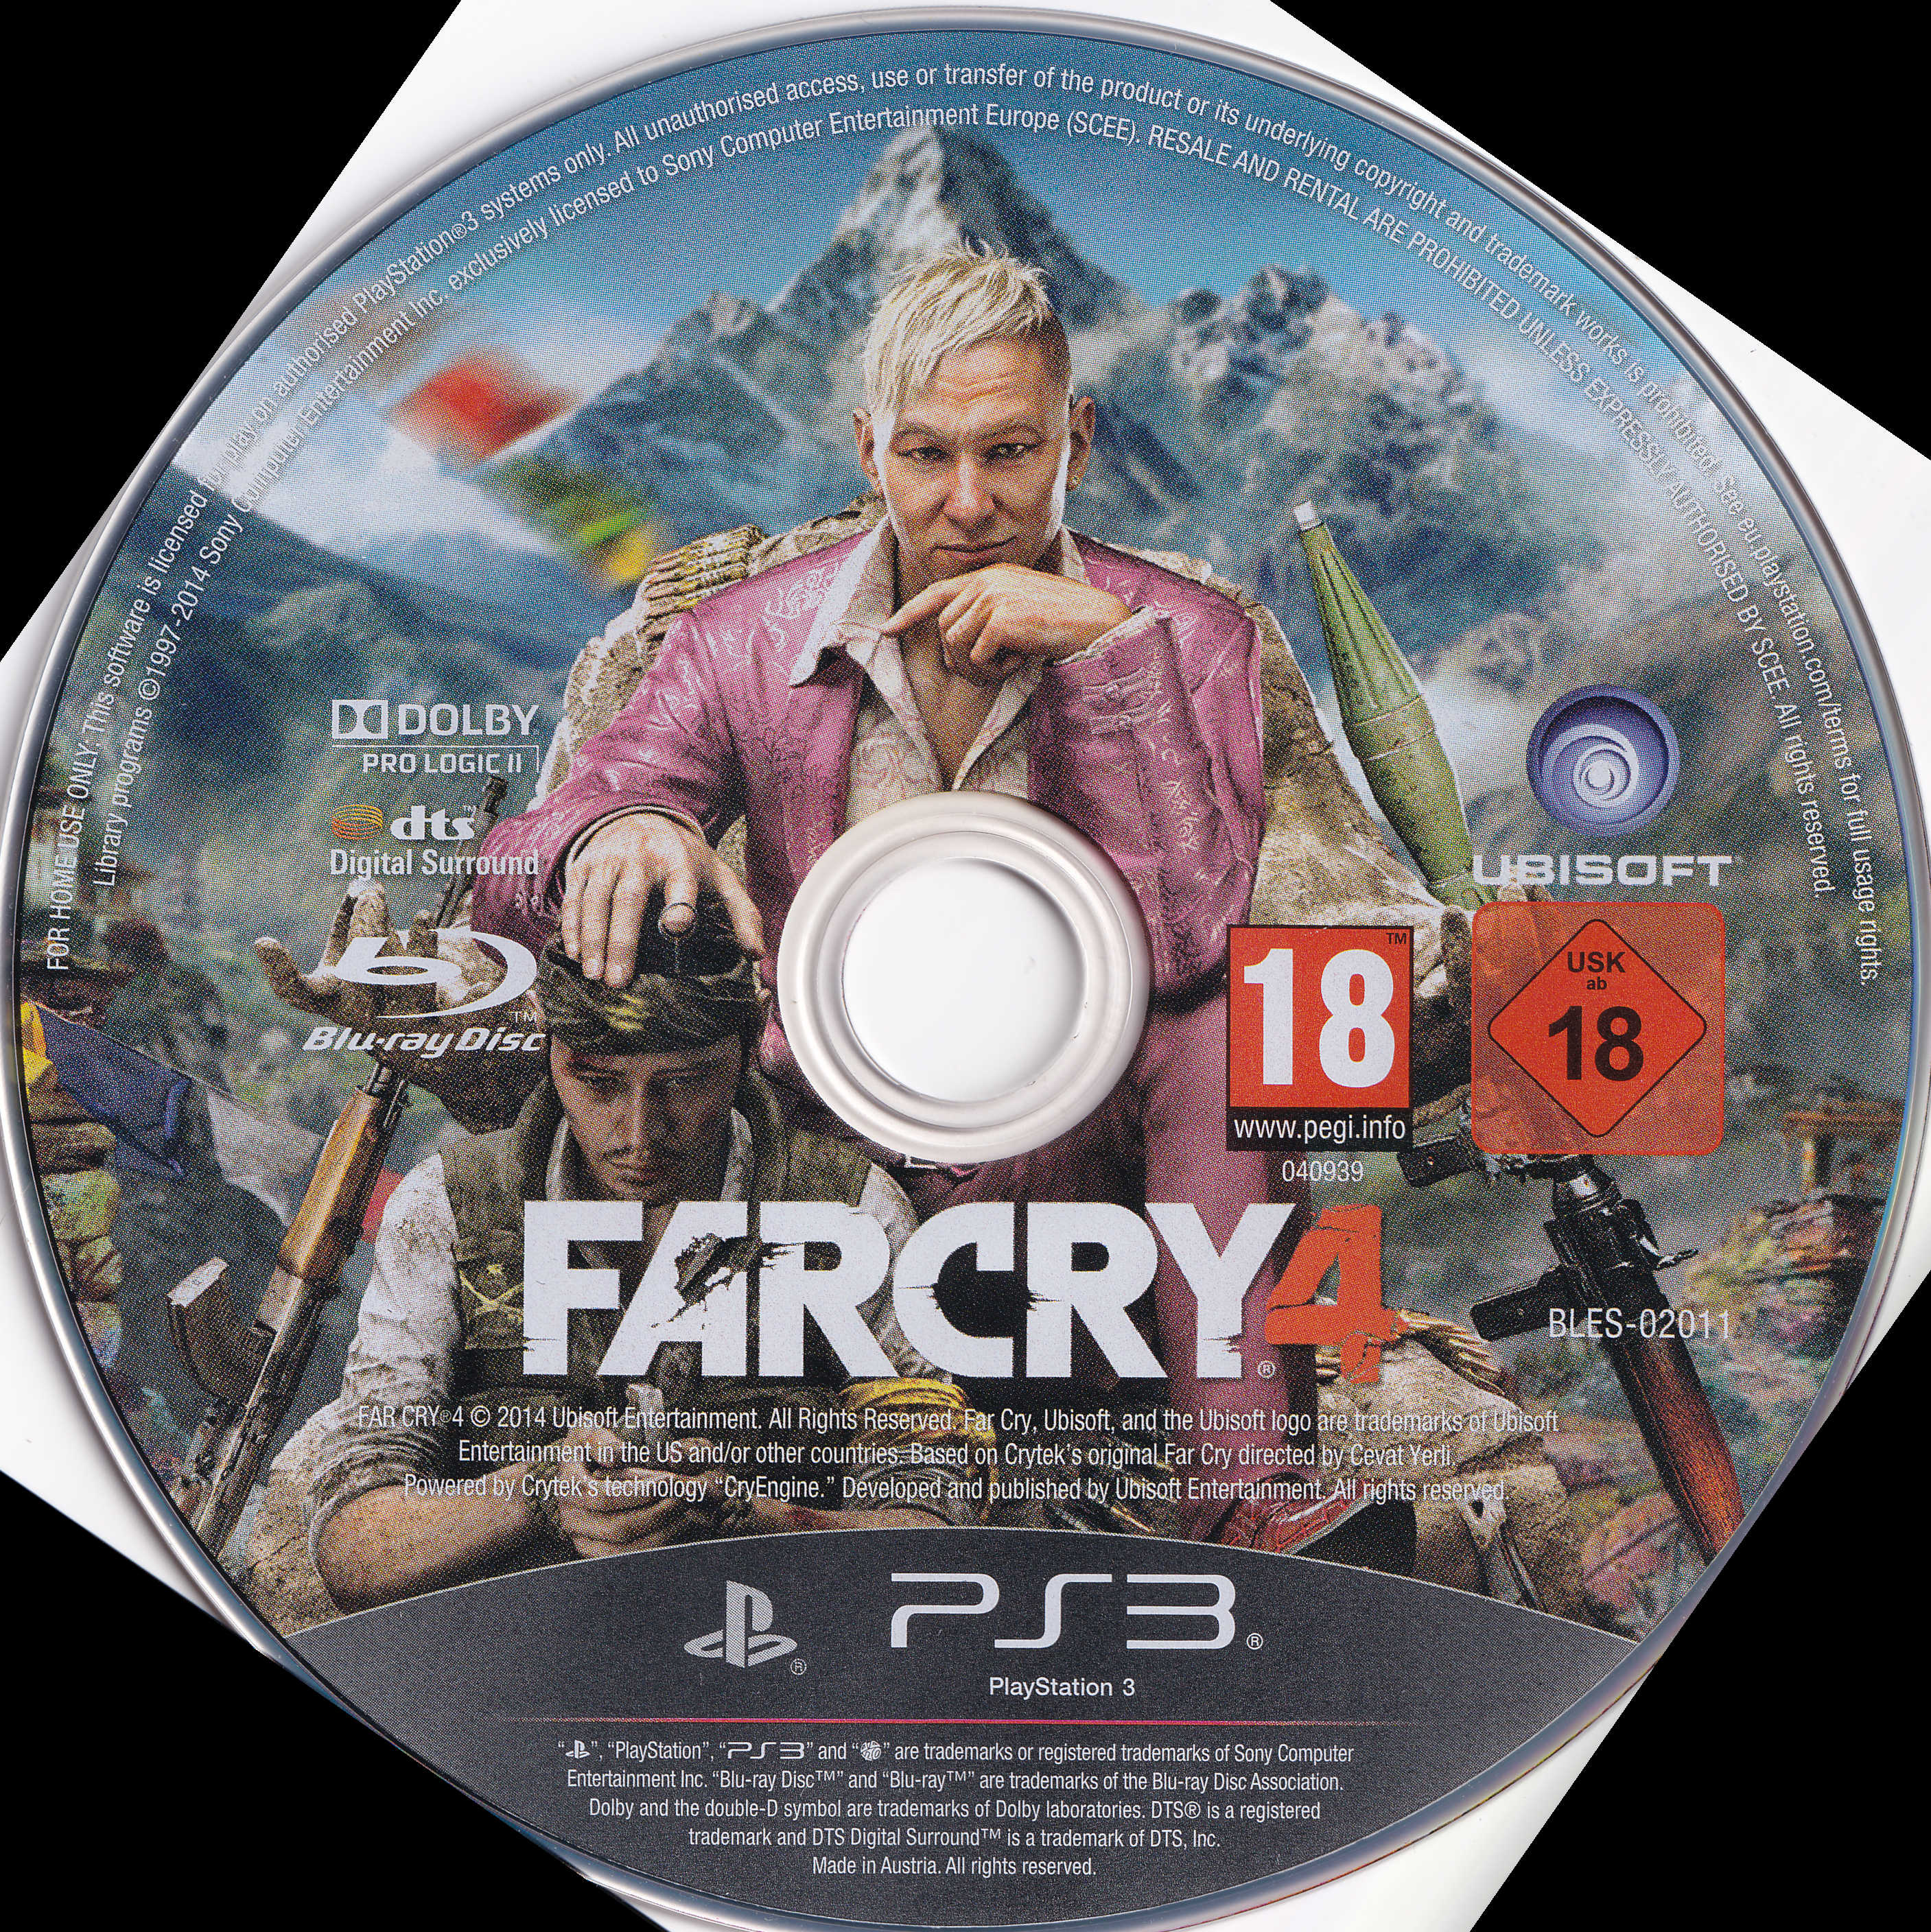 FOR HOME USE ONLY. This software is licensed for play on authorised PlayStation®3 systems only. All unauthorised access, use or transfer of the product or its underlying copyright and trademark works is prohibited. See eu.playstation.com/terms for full usage rights.
Library programs ©1997-2014 Sony Computer Entertainment Inc. exclusively licensed to Sony Computer Entertainment Europe (SCEE). RESALE AND RENTAL ARE PROHIBITED UNLESS EXPRESSLY AUTHORISED BY SCEE. All rights reserved.
DOLBY
PRO LOGIC II
dts™
Digital Surround
Blu-ray Disc™
UBISOFT
18™
www.pegi.info
040939
USK
ab
18
FARCRY®4
BLES-02011
FAR CRY®4 © 2014 Ubisoft Entertainment. All Rights Reserved. Far Cry, Ubisoft, and the Ubisoft logo are trademarks of Ubisoft
Entertainment in the US and/or other countries. Based on Crytek's original Far Cry directed by Cevat Yerli.
Powered by Crytek's technology “CryEngine.” Developed and published by Ubisoft Entertainment. All rights reserved.
PS3®
PlayStation 3
“”, “PlayStation”, “PS3” and “” are trademarks or registered trademarks of Sony Computer
Entertainment Inc. “Blu-ray Disc™” and “Blu-ray™” are trademarks of the Blu-ray Disc Association.
Dolby and the double-D symbol are trademarks of Dolby laboratories. DTS® is a registered
trademark and DTS Digital Surround™ is a trademark of DTS, Inc.
Made in Austria. All rights reserved.